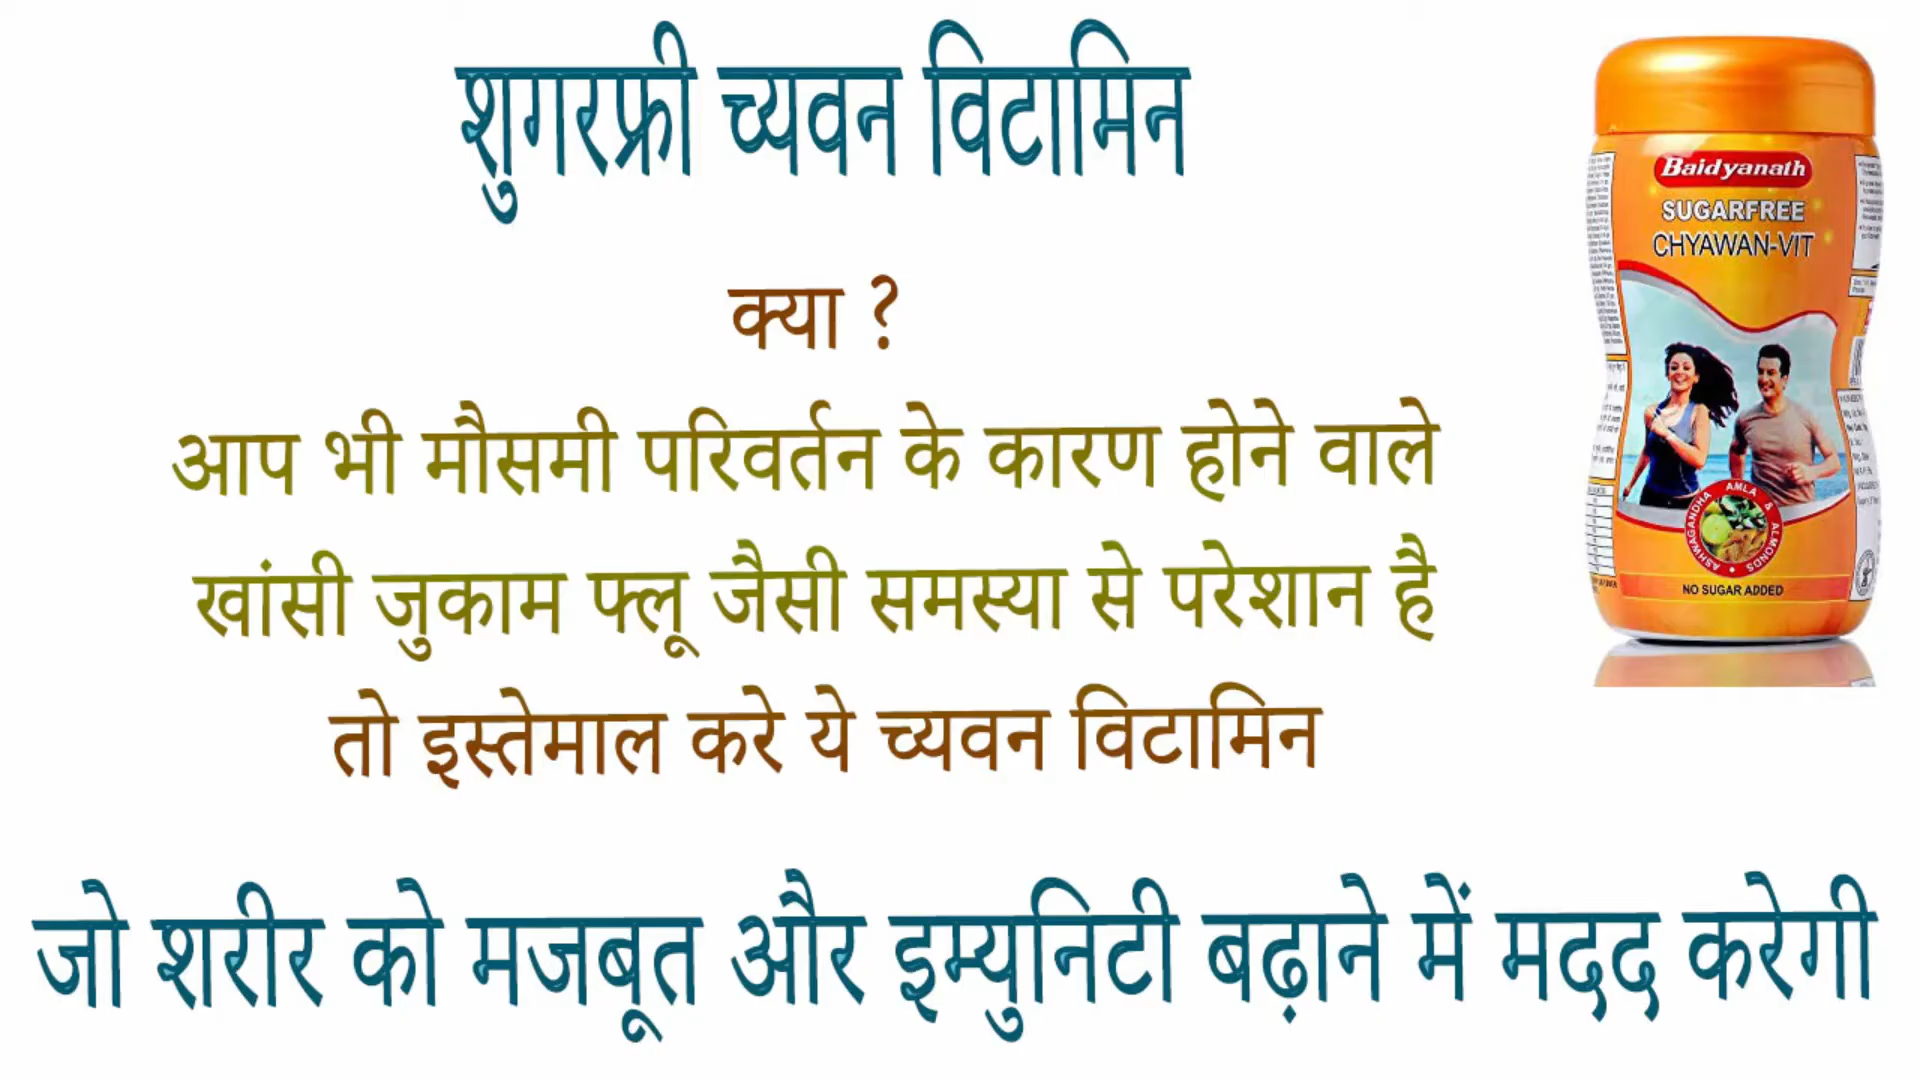 शुगरफ्री च्यवन विटामिन
क्या ?
आप भी मौसमी परिवर्तन के कारण होने वाले
खांसी जुकाम फ्लू जैसी समस्या से परेशान है
तो इस्तेमाल करे ये च्यवन विटामिन
जो शरीर को मजबूत और इम्युनिटी बढ़ाने में मदद करेगी
Baidyanath
SUGARFREE
CHYAWAN-VIT
ASHWAGANDHA AMLA & ALMONDS
NO SUGAR ADDED